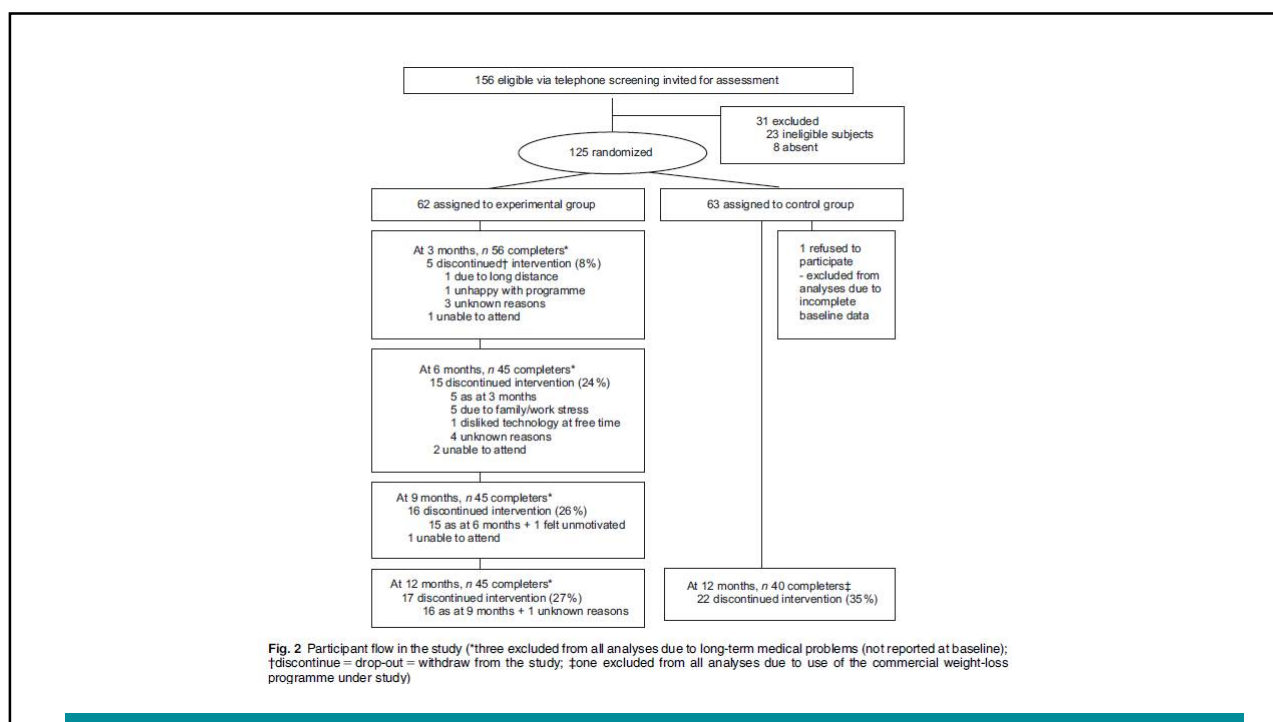 156 eligible via telephone screening invited for assessment
31 excluded
23 ineligible subjects
8 absent
125 randomized
62 assigned to experimental group
63 assigned to control group
At 3 months, n 56 completers*
5 discontinued† intervention (8%)
1 due to long distance
1 unhappy with programme
3 unknown reasons
1 unable to attend
1 refused to
participate
- excluded from
analyses due to
incomplete
baseline data
At 6 months, n 45 completers*
15 discontinued intervention (24%)
5 as at 3 months
5 due to family/work stress
1 disliked technology at free time
4 unknown reasons
2 unable to attend
At 9 months, n 45 completers*
16 discontinued intervention (26%)
15 as at 6 months + 1 felt unmotivated
1 unable to attend
At 12 months, n 45 completers*
17 discontinued intervention (27%)
16 as at 9 months + 1 unknown reasons
At 12 months, n 40 completers‡
22 discontinued intervention (35%)
Fig. 2 Participant flow in the study (*three excluded from all analyses due to long-term medical problems (not reported at baseline);
†discontinue = drop-out = withdraw from the study; ‡one excluded from all analyses due to use of the commercial weight-loss
programme under study)